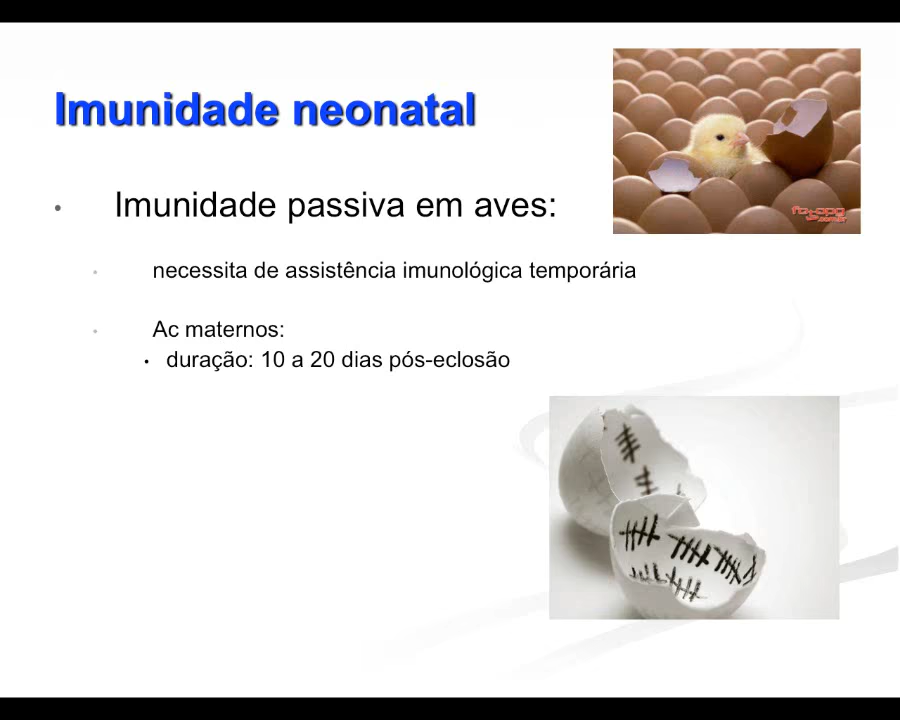 Imunidade neonatal
Imunidade passiva em aves:
necessita de assistência imunológica temporária
Ac maternos:
duração: 10 a 20 dias pós-eclosão